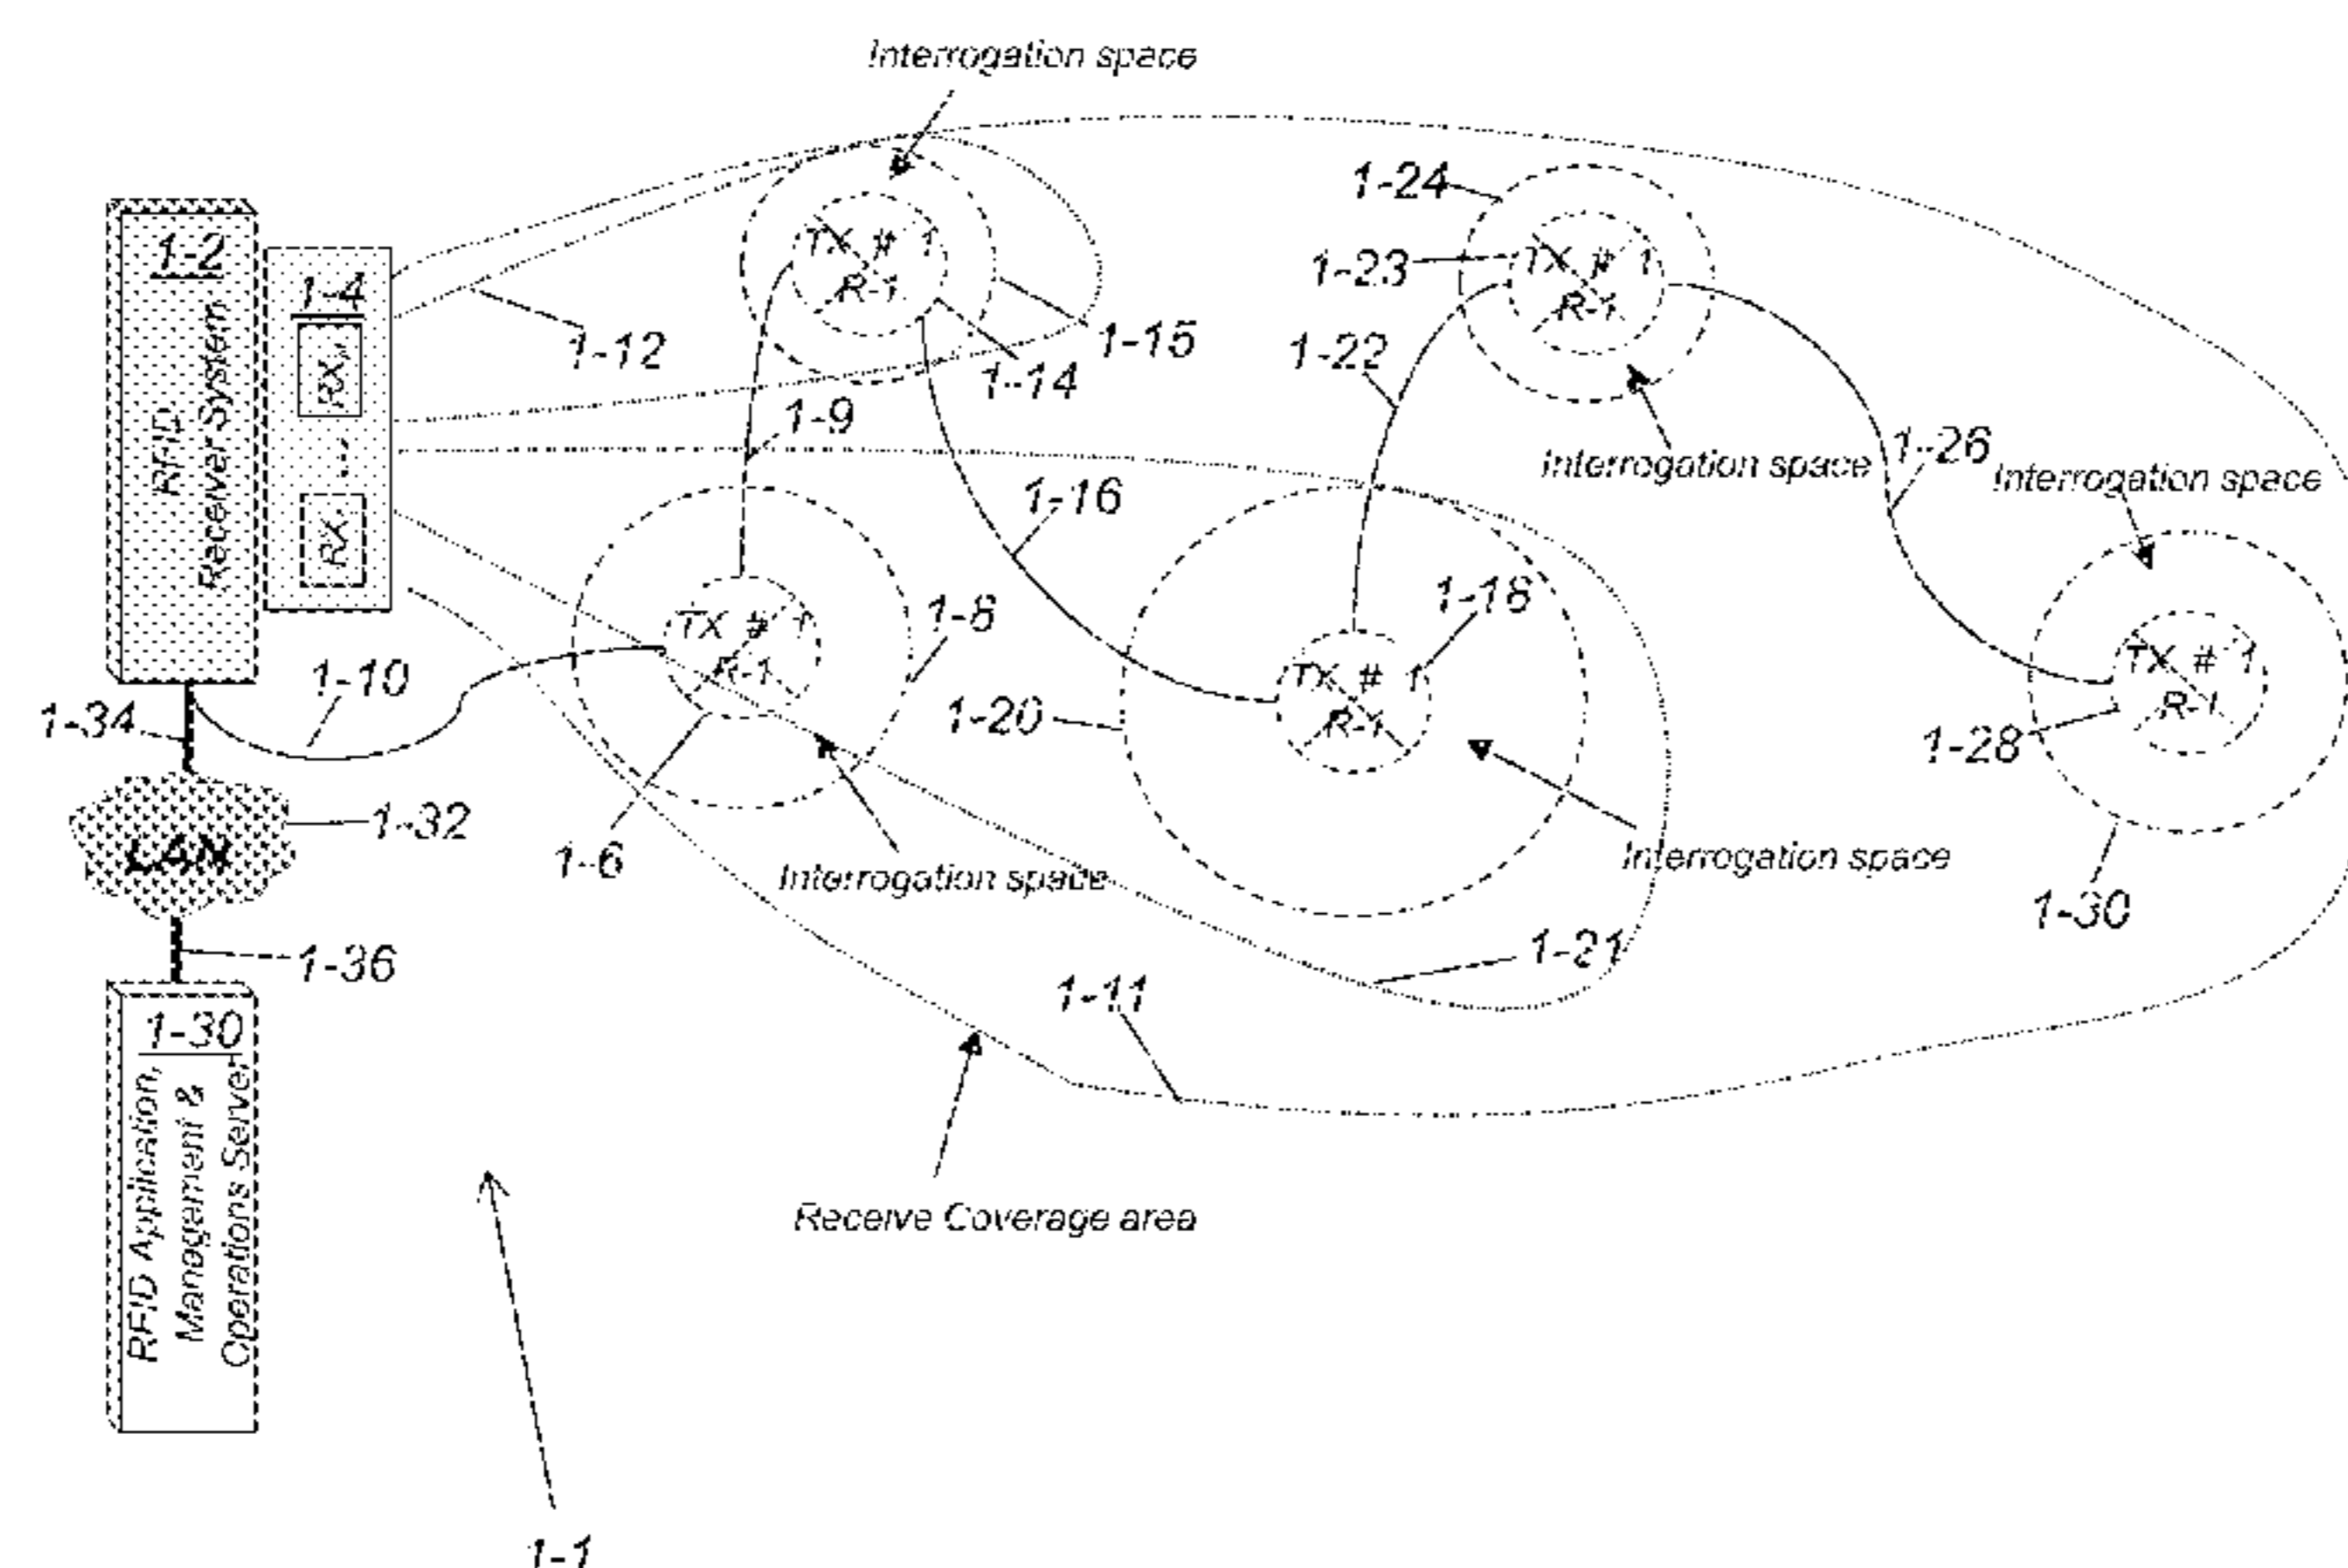 Interrogation space
1-24
1-2
RFID
Receiver System
1-4
RX
...
RX
TX # 1
R-1
1-23
TX # 1
R-1
1-12
1-15
1-14
1-22
1-9
Interrogation space
1-26
Interrogation space
1-16
1-8
1-18
TX # 1
R-1
TX # 1
R-1
TX # 1
R-1
1-10
1-34
1-20
1-28
1-32
LAN
1-6
Interrogation space
Interrogation space
1-30
1-36
1-21
1-11
1-30
RFID Application,
Management &
Operations Server
Receive Coverage area
1-1